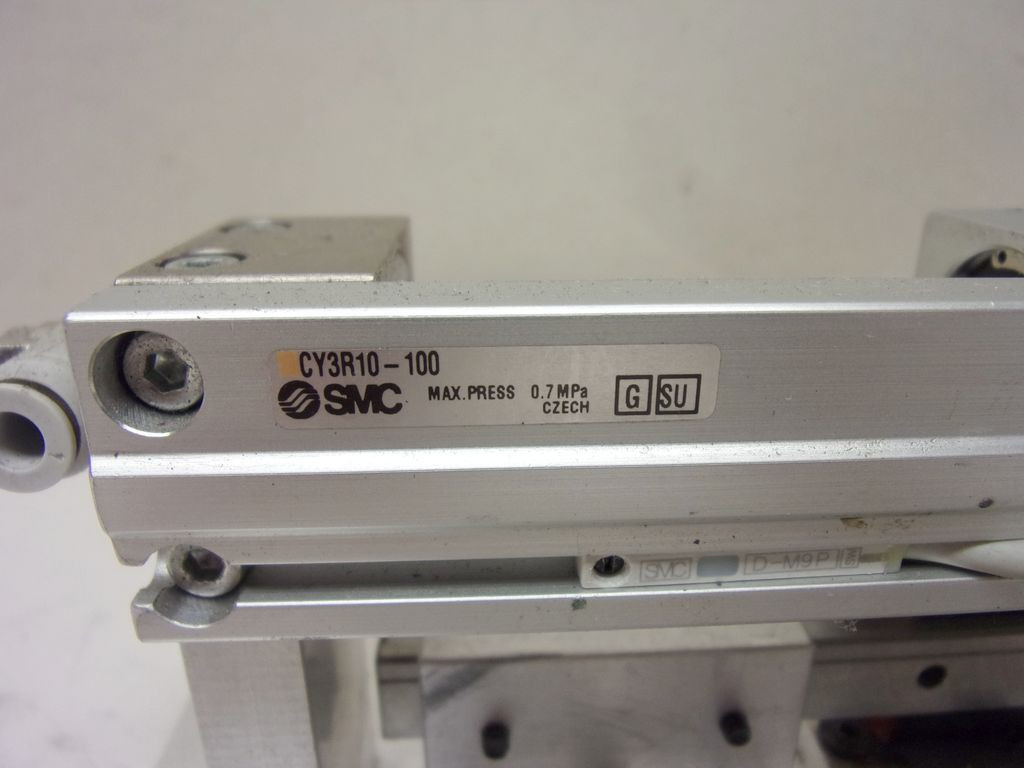 CY3R10-100
SMC MAX.PRESS 0.7MPa
CZECH
G SU
SMC D-M9P